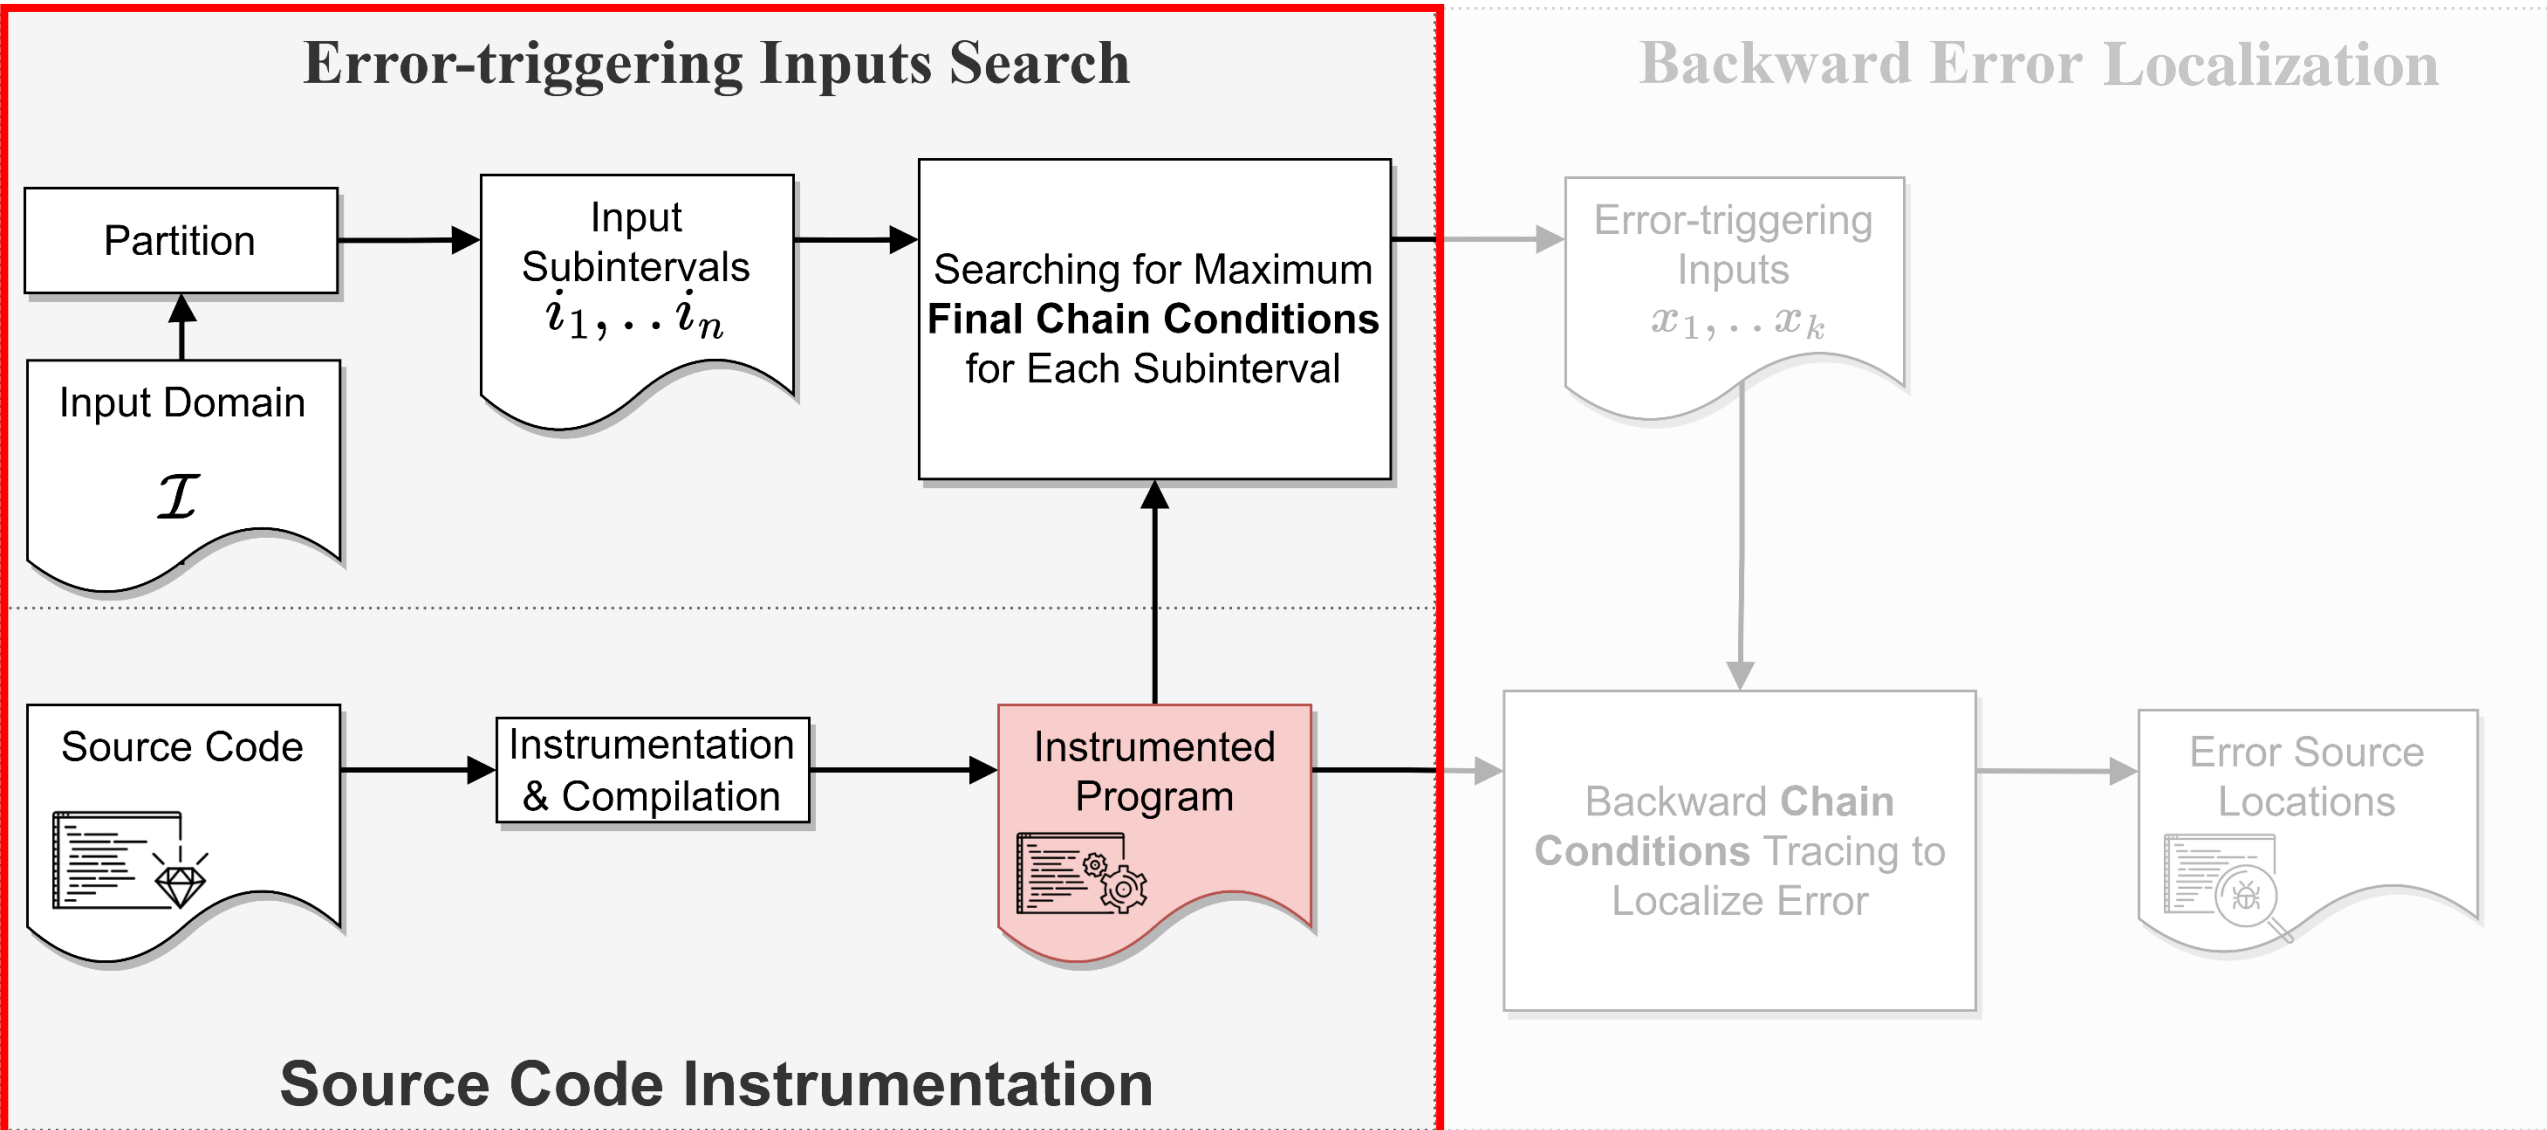 Error-triggering Inputs Search
Backward Error Localization
Partition
Input
Subintervals
i₁,..iₙ
Searching for Maximum
Final Chain Conditions
for Each Subinterval
Error-triggering
Inputs
x₁,..xₖ
Input Domain
𝓘
Source Code
Instrumentation
& Compilation
Instrumented
Program
Backward Chain
Conditions Tracing to
Localize Error
Error Source
Locations
Source Code Instrumentation